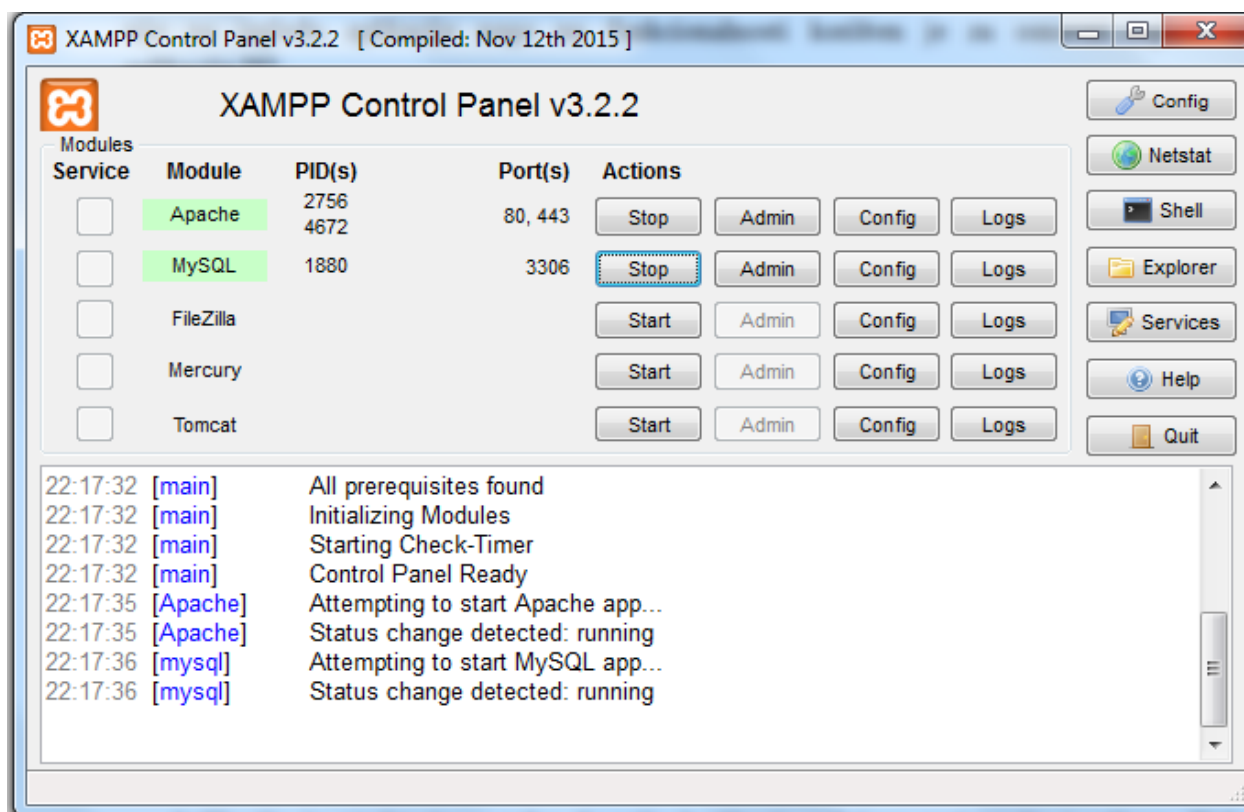 XAMPP Control Panel v3.2.2 [ Compiled: Nov 12th 2015 ]
XAMPP Control Panel v3.2.2
Config
Modules
Service Module PID(s) Port(s) Actions
Netstat
Apache 2756 4672 80, 443 Stop Admin Config Logs
Shell
MySQL 1880 3306 Stop Admin Config Logs
Explorer
FileZilla Start Admin Config Logs
Services
Mercury Start Admin Config Logs
Help
Tomcat Start Admin Config Logs
Quit
22:17:32 [main] All prerequisites found
22:17:32 [main] Initializing Modules
22:17:32 [main] Starting Check-Timer
22:17:32 [main] Control Panel Ready
22:17:35 [Apache] Attempting to start Apache app...
22:17:35 [Apache] Status change detected: running
22:17:36 [mysql] Attempting to start MySQL app...
22:17:36 [mysql] Status change detected: running